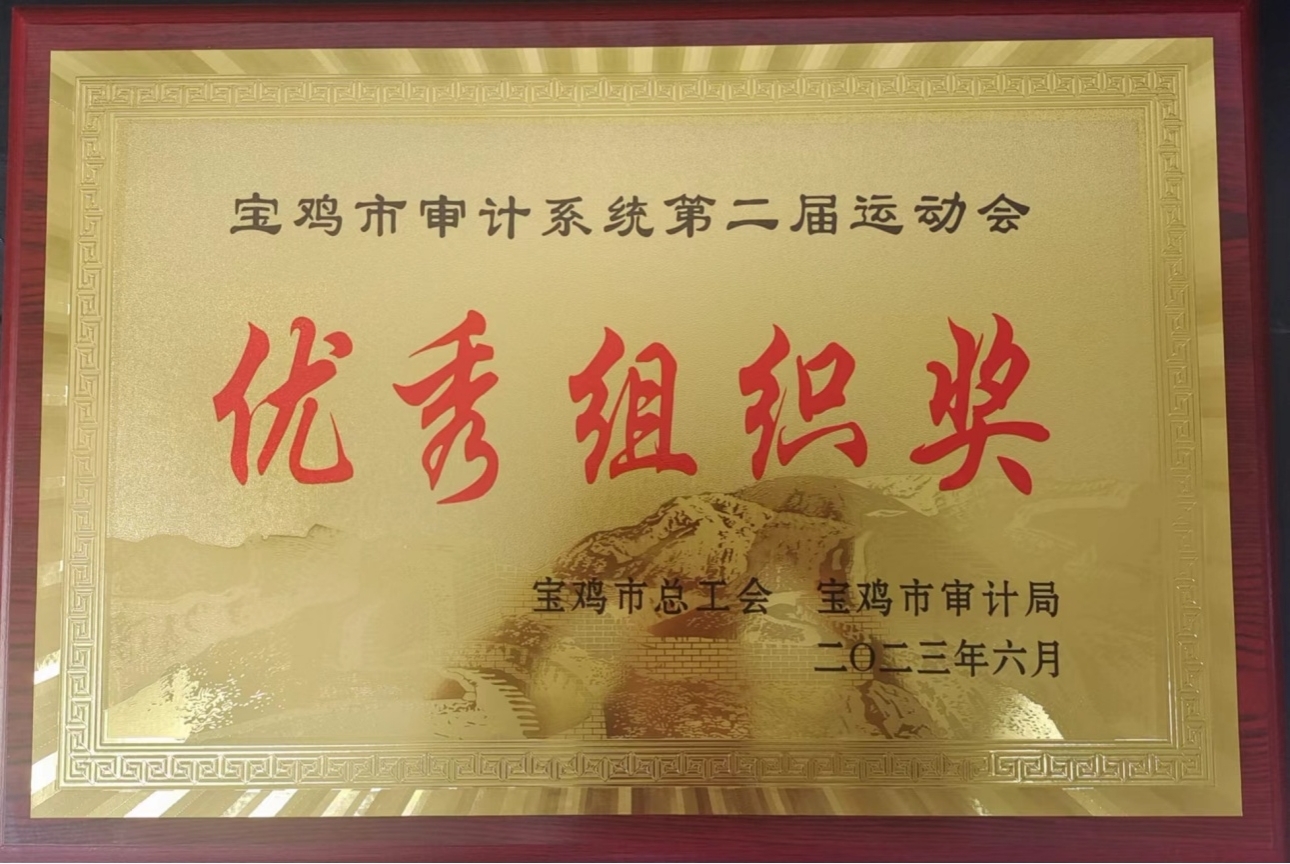 宝鸡市审计系统第二届运动会
优秀组织奖
宝鸡市总工会 宝鸡市审计局
二〇二三年六月